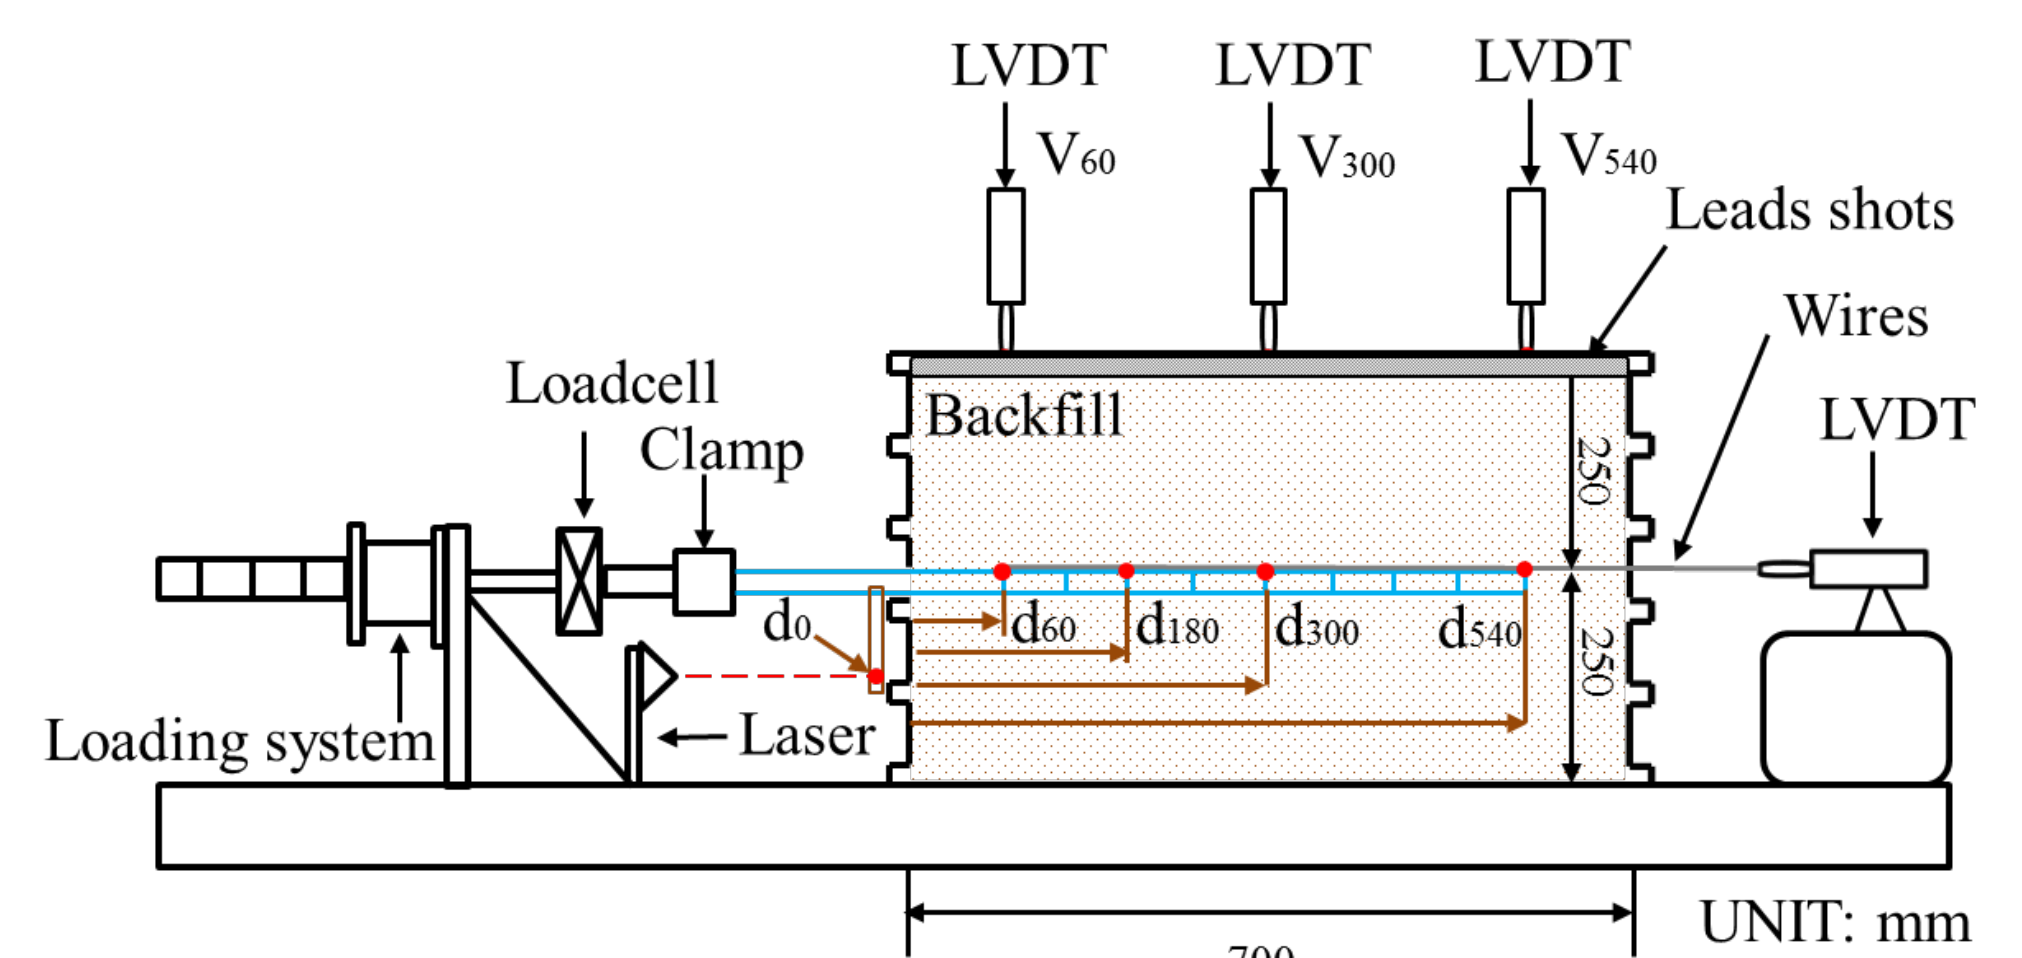 LVDT
LVDT
LVDT
V60
V300
V540
Leads shots
Wires
Loadcell
Backfill
LVDT
Clamp
250
d0
d60
d180
d300
d540
250
Loading system
Laser
UNIT: mm
700